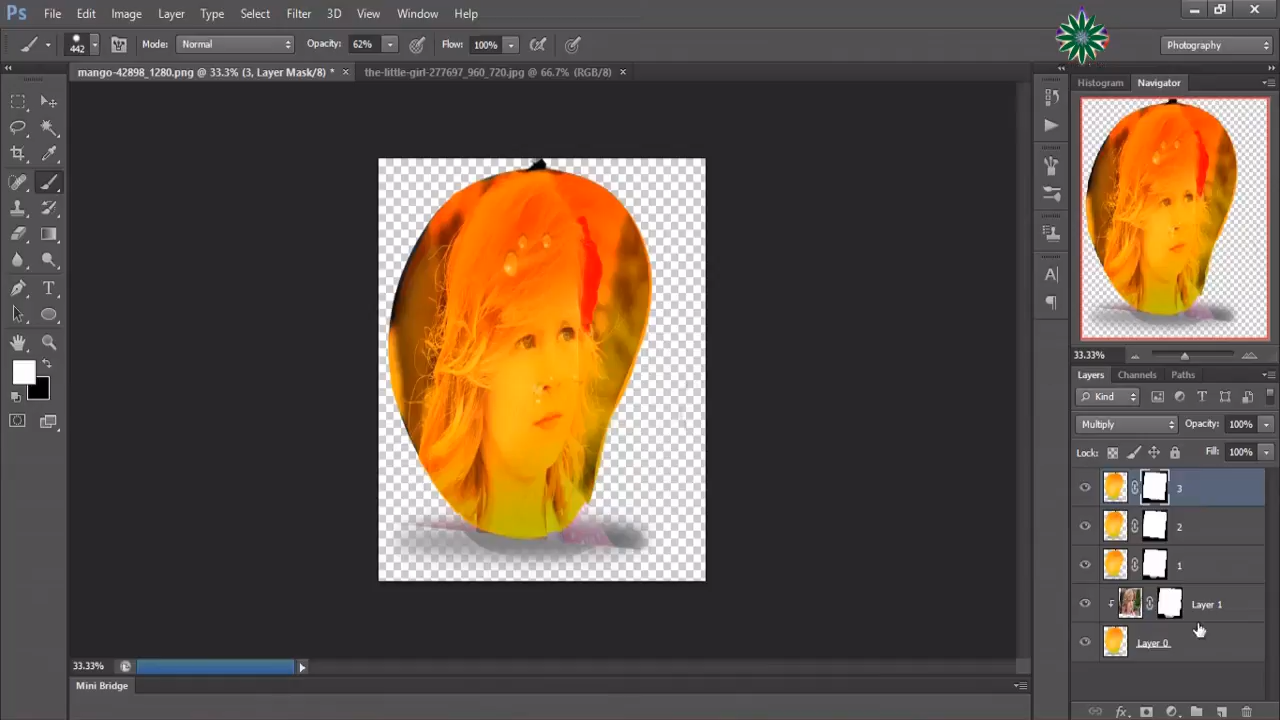 Ps File Edit Image Layer Type Select Filter 3D View Window Help
442 Mode: Normal Opacity: 62% Flow: 100% Photography
mango-42898_1280.png @ 33.3% (3, Layer Mask/8) * × the-little-girl-277697_960_720.jpg @ 66.7% (RGB/8) ×
Histogram Navigator
33.33%
Layers Channels Paths
Kind
Multiply Opacity: 100%
Lock: Fill: 100%
3
2
1
Layer 1
Layer 0
33.33%
Mini Bridge